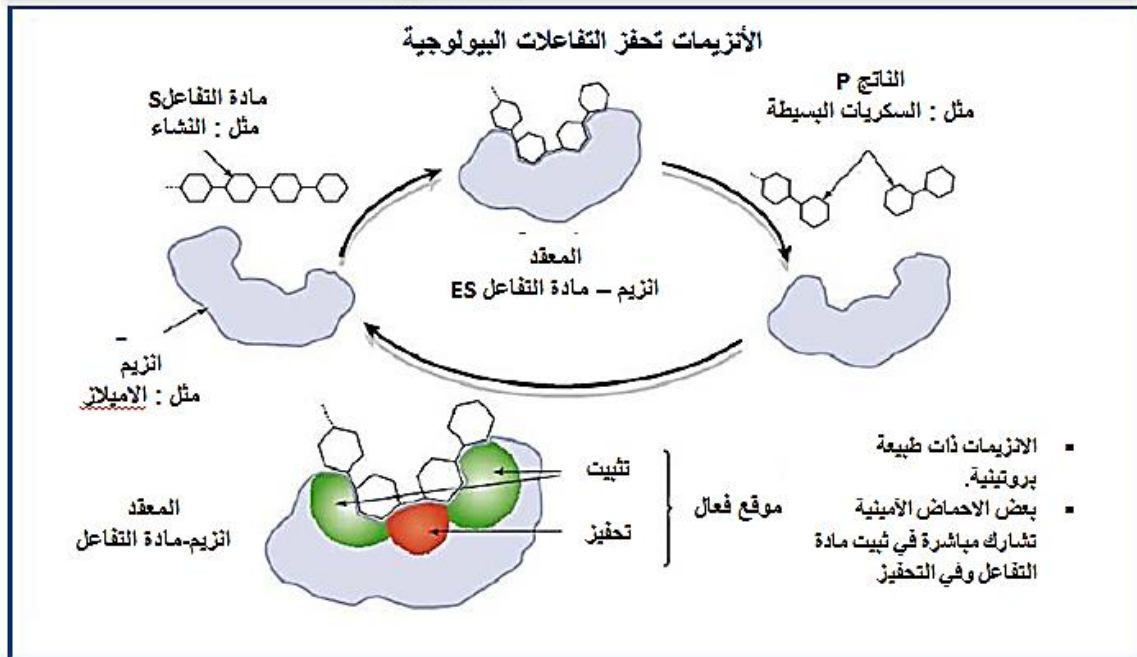 الأنزيمات تحفز التفاعلات البيولوجية
مادة التفاعلS
مثل : النشاء
الناتج P
مثل : السكريات البسيطة
المعقد
انزيم – مادة التفاعل ES
انزيم
مثل : الاميلاز
المعقد
انزيم-مادة التفاعل
تثبيت
تحفيز
موقع فعال
▪ الانزيمات ذات طبيعة
بروتينية.
▪ بعض الاحماض الآمينية
تشارك مباشرة في ثبيت مادة
التفاعل وفي التحفيز